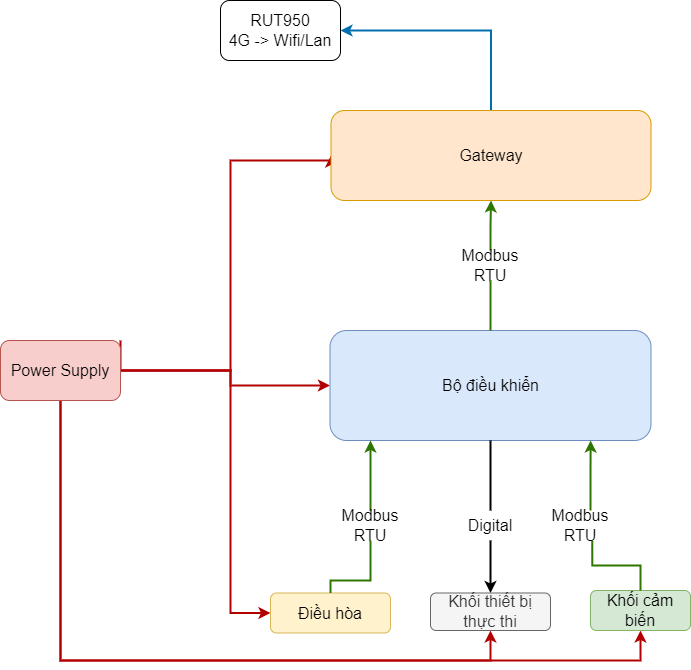 RUT950
4G -> Wifi/Lan
Gateway
Modbus
RTU
Power Supply
Bộ điều khiển
Modbus
RTU
Digital
Modbus
RTU
Điều hòa
Khối thiết bị
thực thi
Khối cảm
biến